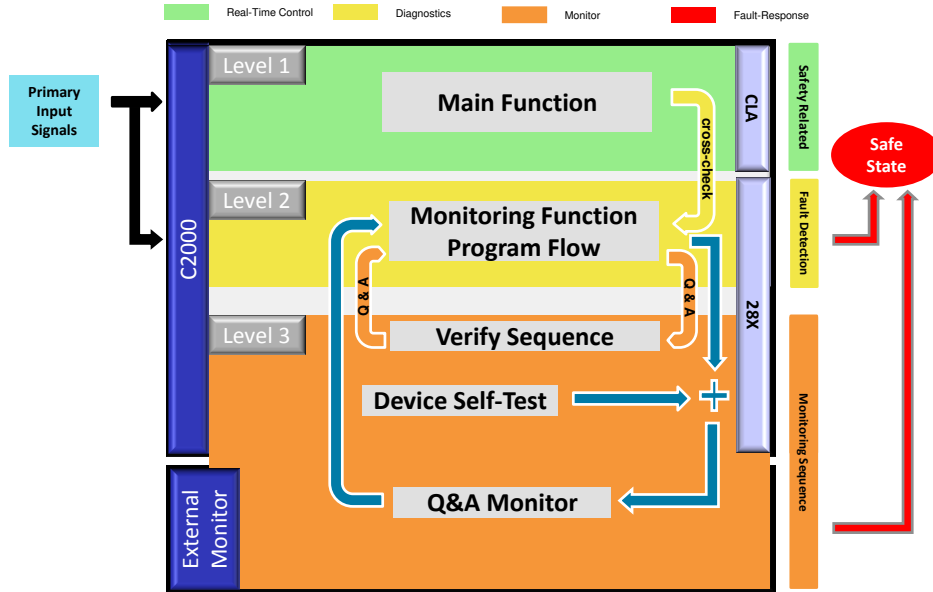 Real-Time Control
Diagnostics
Monitor
Fault-Response
Primary
Input
Signals
C2000
Level 1
Main Function
CLA
Safety Related
cross-check
Safe
State
Level 2
Monitoring Function
Program Flow
Fault Detection
28X
Q & A
Q & A
Level 3
Verify Sequence
Device Self-Test
Monitoring Sequence
External
Monitor
Q&A Monitor